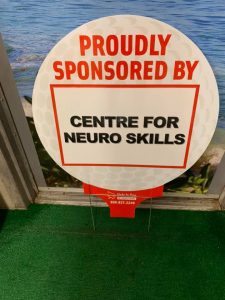 PROUDLY
SPONSORED BY
CENTRE FOR
NEURO SKILLS